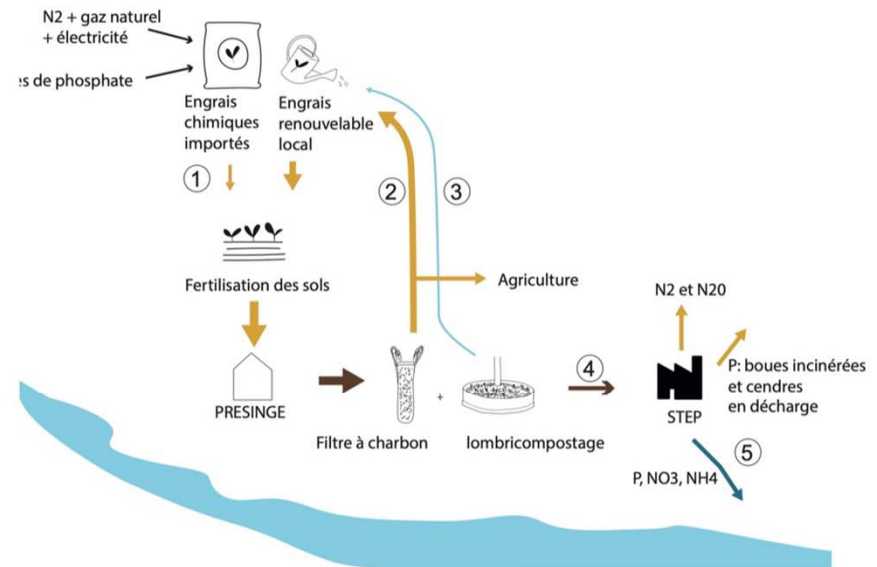 N2 + gaz naturel
+ électricité
de phosphate
Engrais
chimiques
importés
Engrais
renouvelable
local
1
2
3
Fertilisation des sols
Agriculture
N2 et N20
PRESINGE
4
P: boues incinérées
et cendres
en décharge
STEP
Filtre à charbon
+
lombricompostage
5
P, NO3, NH4